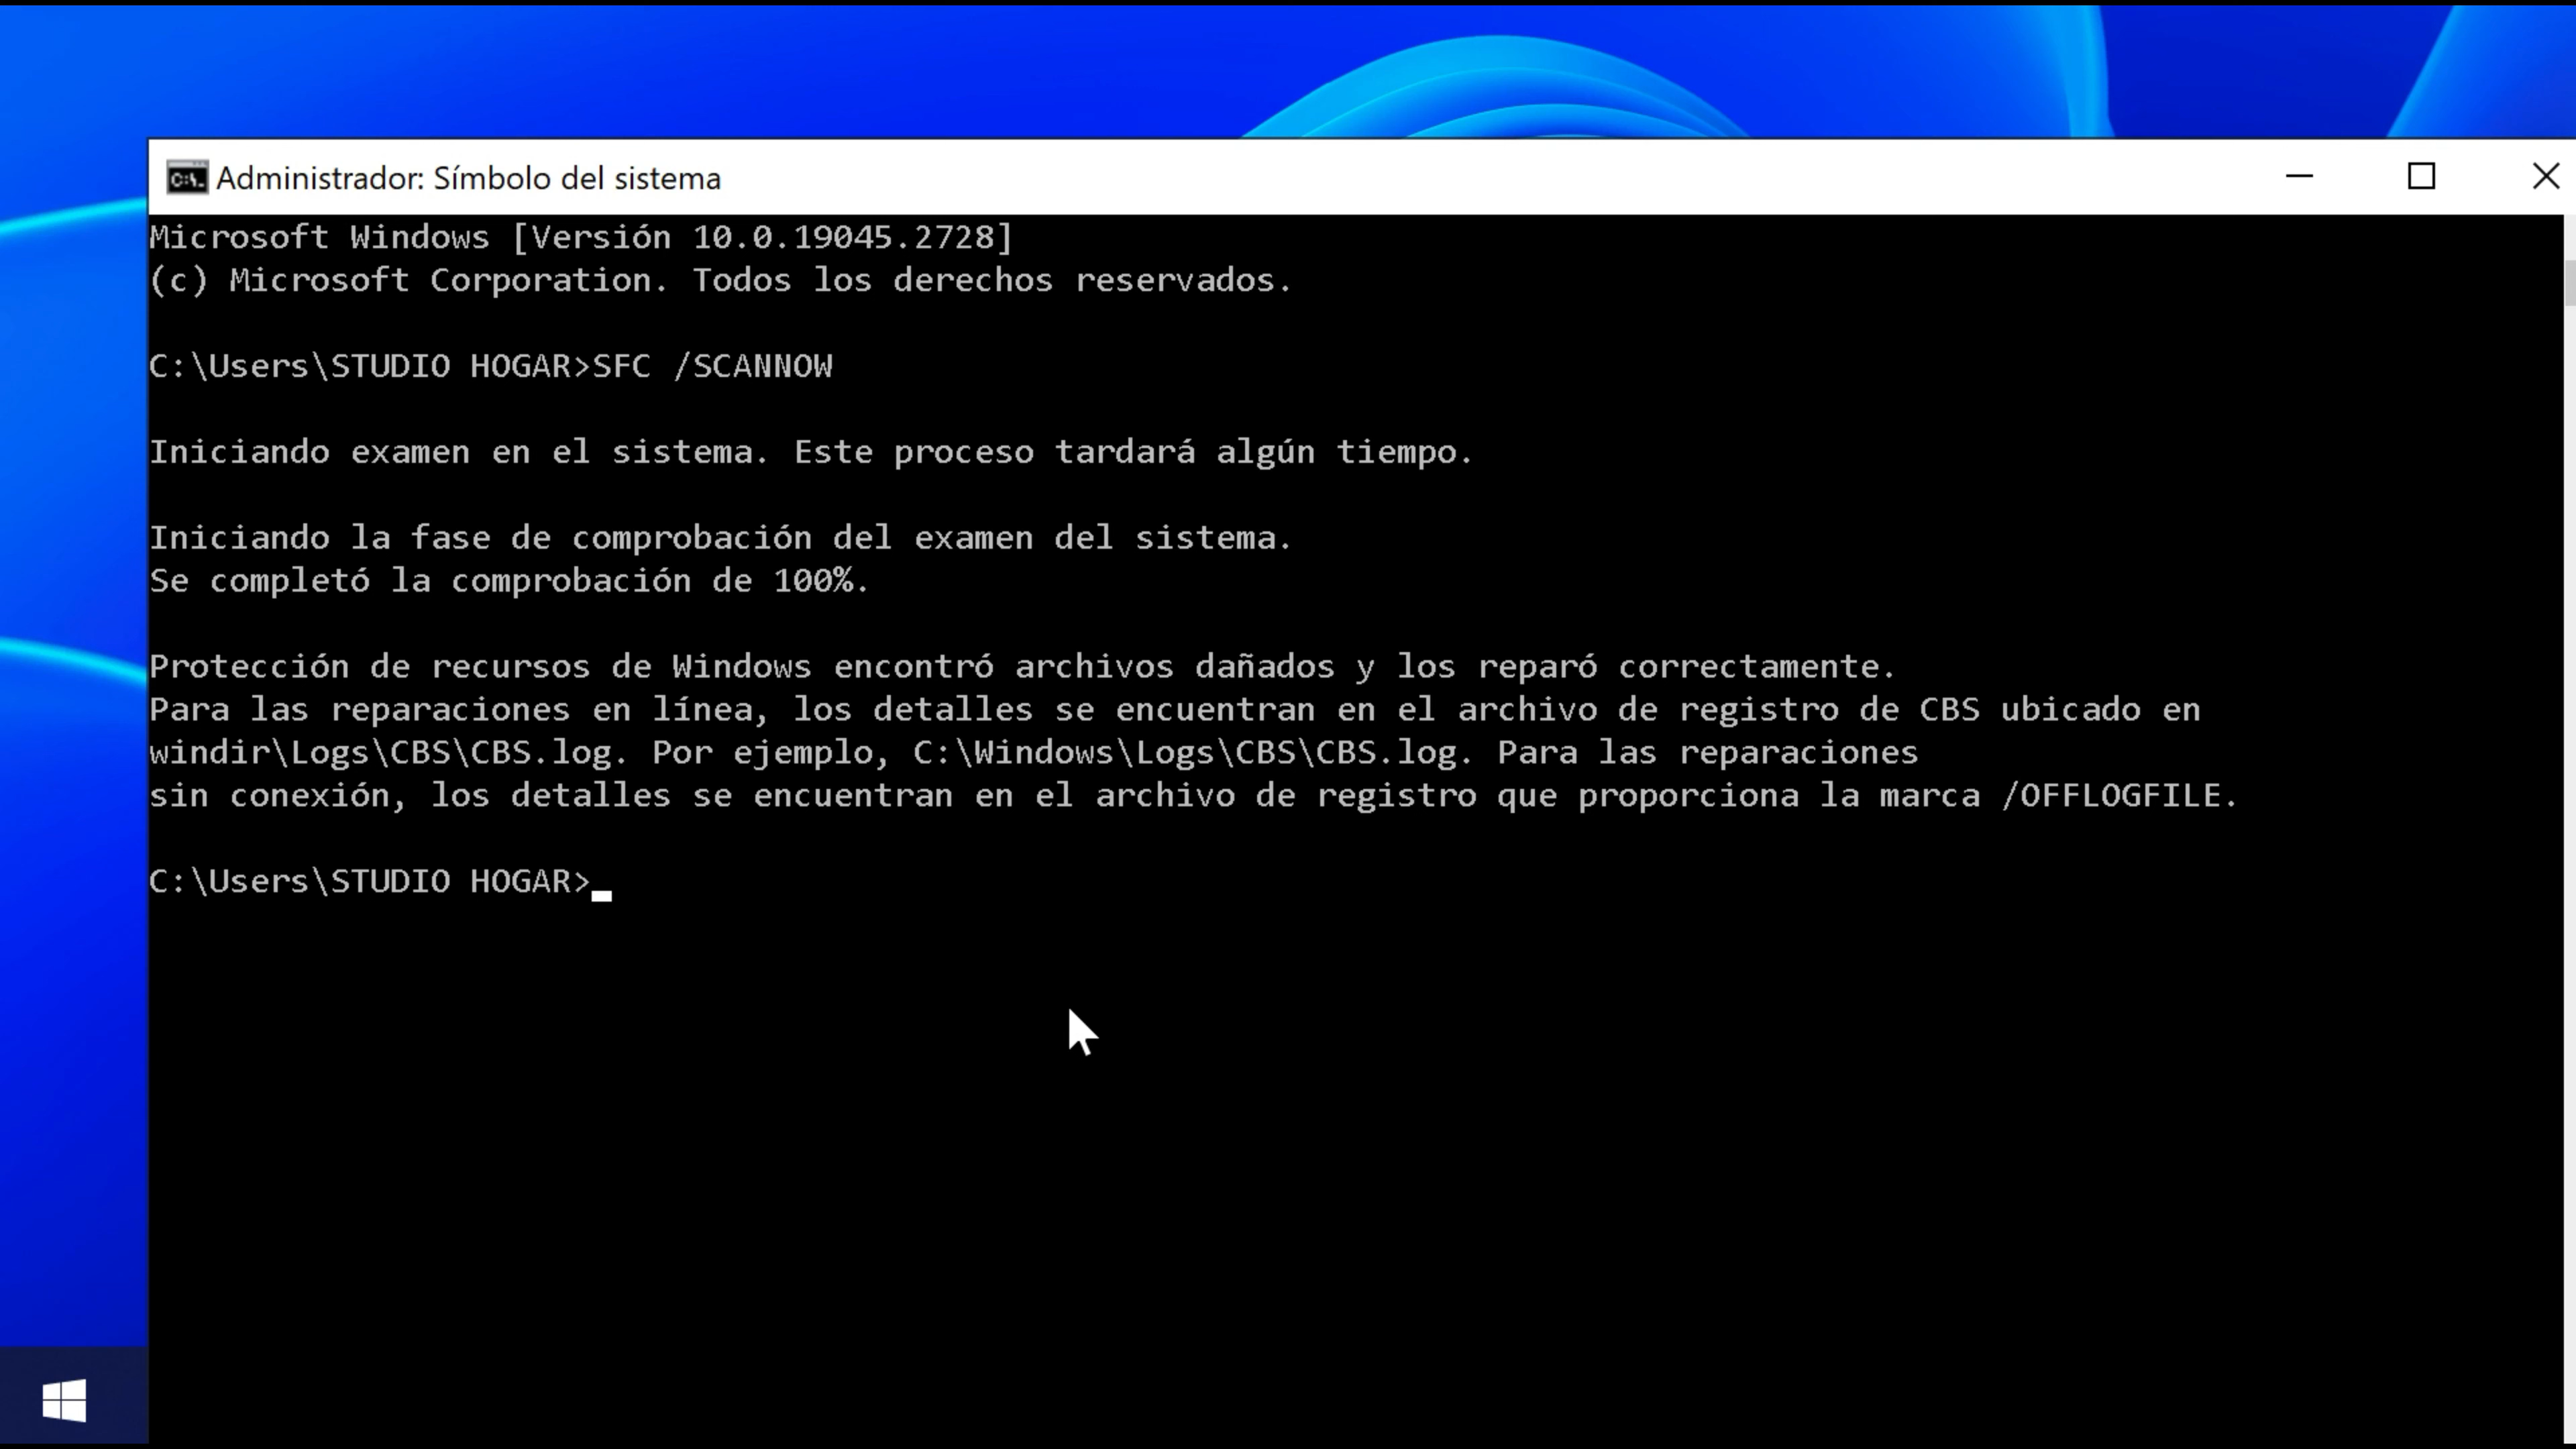 Administrador: Símbolo del sistema
Microsoft Windows [Versión 10.0.19045.2728]
(c) Microsoft Corporation. Todos los derechos reservados.
C:\Users\STUDIO HOGAR>SFC /SCANNOW
Iniciando examen en el sistema. Este proceso tardará algún tiempo.
Iniciando la fase de comprobación del examen del sistema.
Se completó la comprobación de 100%.
Protección de recursos de Windows encontró archivos dañados y los reparó correctamente.
Para las reparaciones en línea, los detalles se encuentran en el archivo de registro de CBS ubicado en
windir\Logs\CBS\CBS.log. Por ejemplo, C:\Windows\Logs\CBS\CBS.log. Para las reparaciones
sin conexión, los detalles se encuentran en el archivo de registro que proporciona la marca /OFFLOGFILE.
C:\Users\STUDIO HOGAR>